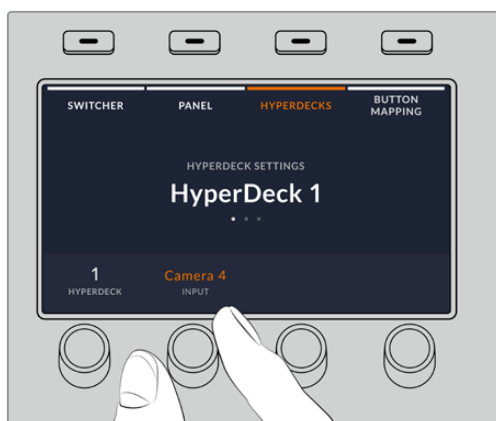 SWITCHER PANEL HYPERDECKS BUTTON MAPPING
HYPERDECK SETTINGS
HyperDeck 1
1 Camera 4
HYPERDECK INPUT